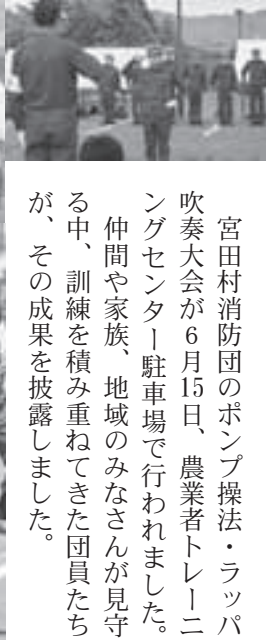 宮田村消防団のポンプ操法・ラッパ
吹奏大会が6月15日、農業者トレーニ
ングセンター駐車場で行われました。
仲間や家族、地域のみなさんが見守
る中、訓練を積み重ねてきた団員たち
が、その成果を披露しました。